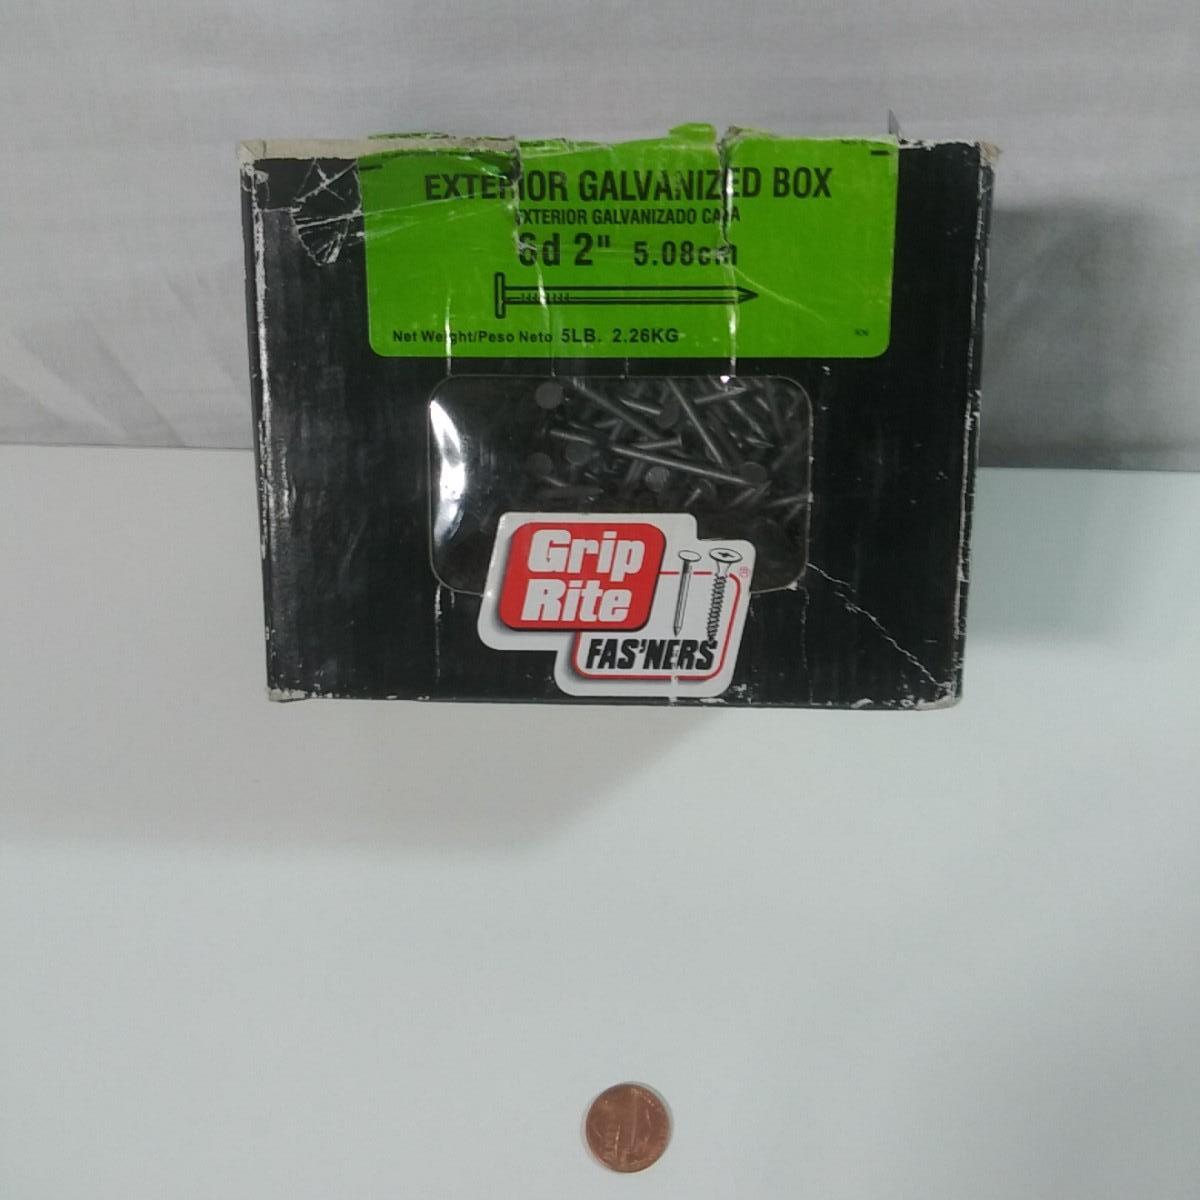 EXTERIOR GALVANIZED BOX
EXTERIOR GALVANIZADO CAJA
6d 2" 5.08cm
Net Weight/Peso Neto 5LB. 2.26KG
Grip
Rite
®
FAS'NERS